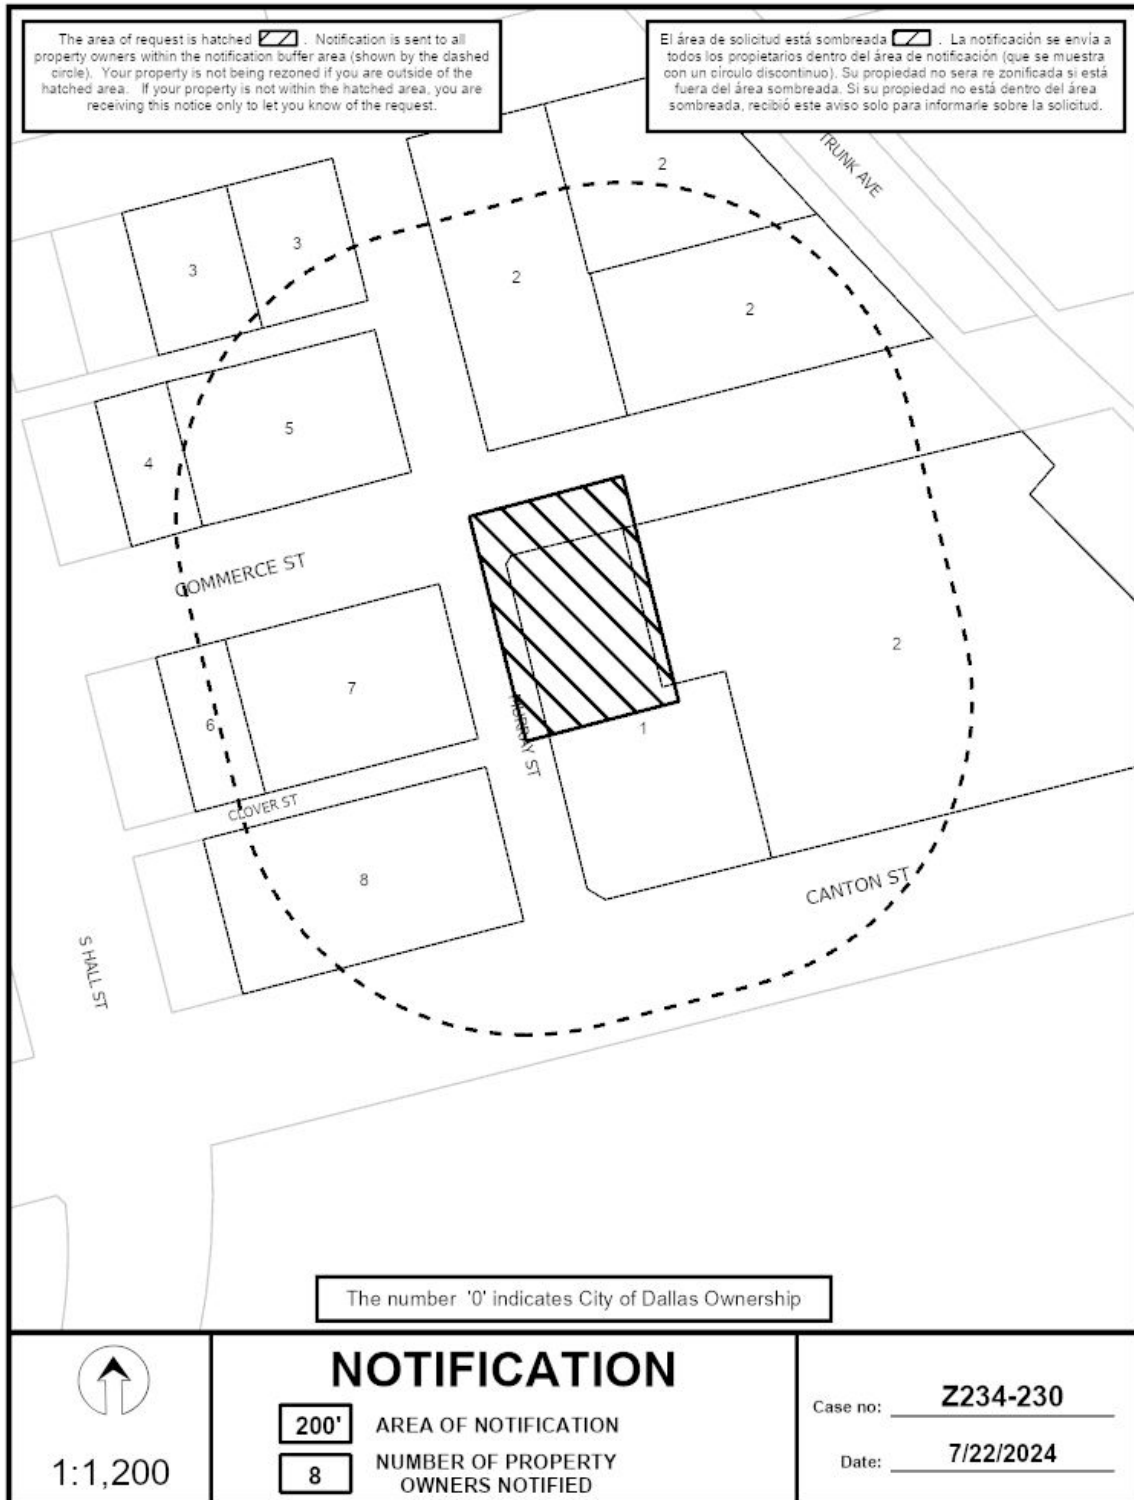 The area of request is hatched . Notification is sent to all
property owners within the notification buffer area (shown by the dashed
circle). Your property is not being rezoned if you are outside of the
hatched area. If your property is not within the hatched area, you are
receiving this notice only to let you know of the request.
El área de solicitud está sombreada . La notificación se envía a
todos los propietarios dentro del área de notificación (que se muestra
con un círculo discontinuo). Su propiedad no sera re zonificada si está
fuera del área sombreada. Si su propiedad no está dentro del área
sombreada, recibió este aviso solo para informarle sobre la solicitud.
TRUNK AVE
2
3
3
2
2
5
4
COMMERCE ST
2
7
6
1
MURRAY ST
CLOVER ST
8
CANTON ST
S HALL ST
The number '0' indicates City of Dallas Ownership
1:1,200
NOTIFICATION
200' AREA OF NOTIFICATION
8 NUMBER OF PROPERTY
OWNERS NOTIFIED
Case no: Z234-230
Date: 7/22/2024